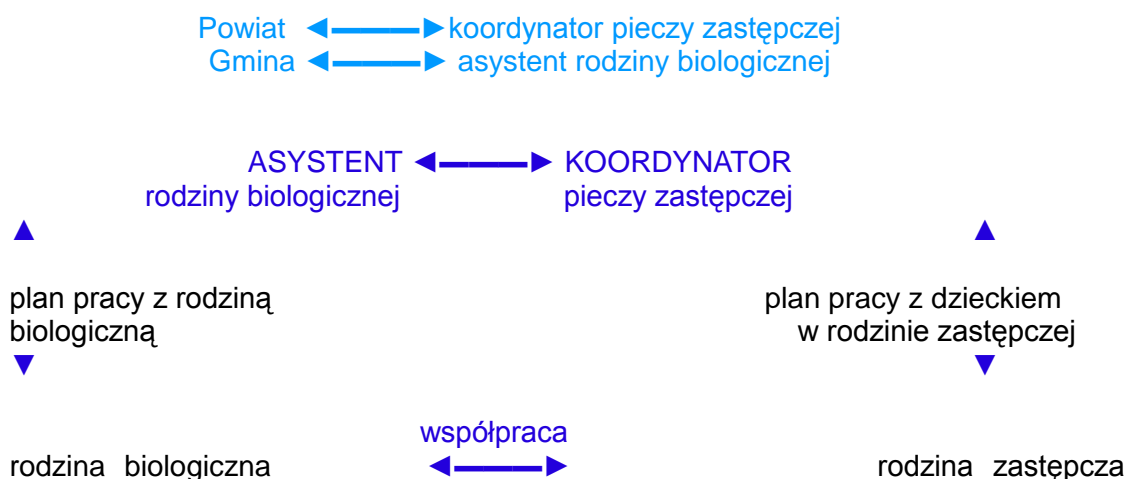 Powiat ◄▬▬▬► koordynator pieczy zastępczej
Gmina ◄▬▬▬► asystent rodziny biologicznej
ASYSTENT ◄▬▬▬► KOORDYNATOR
rodziny biologicznej pieczy zastępczej
plan pracy z rodziną plan pracy z dzieckiem
biologiczną w rodzinie zastępczej
współpraca
rodzina biologiczna ◄▬▬▬► rodzina zastępcza